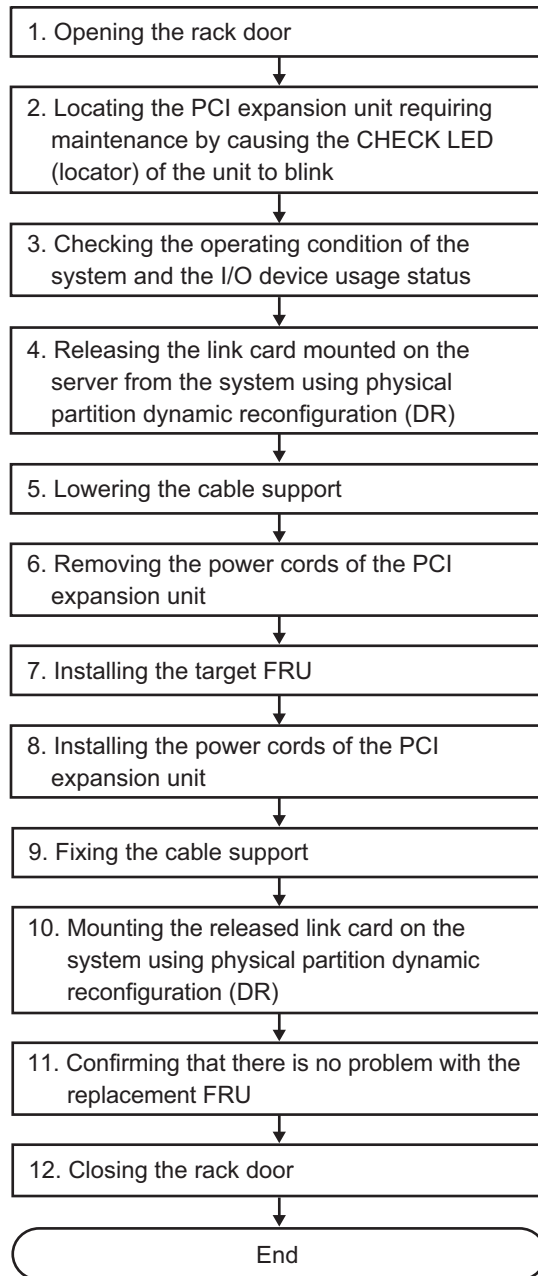 1. Opening the rack door
2. Locating the PCI expansion unit requiring
maintenance by causing the CHECK LED
(locator) of the unit to blink
3. Checking the operating condition of the
system and the I/O device usage status
4. Releasing the link card mounted on the
server from the system using physical
partition dynamic reconfiguration (DR)
5. Lowering the cable support
6. Removing the power cords of the PCI
expansion unit
7. Installing the target FRU
8. Installing the power cords of the PCI
expansion unit
9. Fixing the cable support
10. Mounting the released link card on the
system using physical partition dynamic
reconfiguration (DR)
11. Confirming that there is no problem with the
replacement FRU
12. Closing the rack door
End